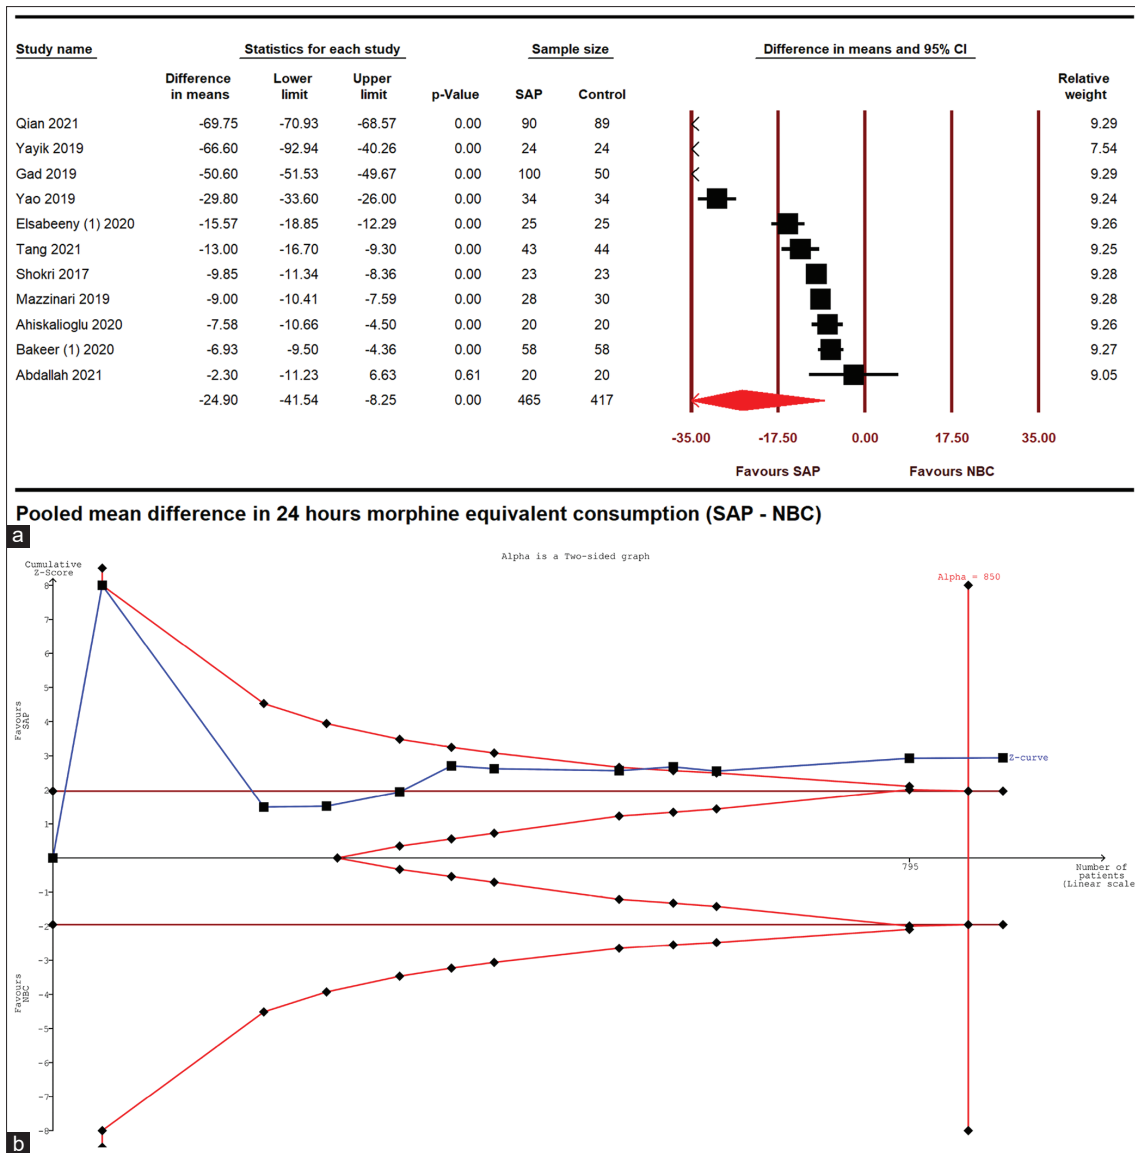 Study name Statistics for each study Sample size Difference in means and 95% CI
Difference in means Lower limit Upper limit p-Value SAP Control Relative weight
Qian 2021 -69.75 -70.93 -68.57 0.00 90 89 9.29
Yayik 2019 -66.60 -92.94 -40.26 0.00 24 24 7.54
Gad 2019 -50.60 -51.53 -49.67 0.00 100 50 9.29
Yao 2019 -29.80 -33.60 -26.00 0.00 34 34 9.24
Elsabeeny (1) 2020 -15.57 -18.85 -12.29 0.00 25 25 9.26
Tang 2021 -13.00 -16.70 -9.30 0.00 43 44 9.25
Shokri 2017 -9.85 -11.34 -8.36 0.00 23 23 9.28
Mazzinari 2019 -9.00 -10.41 -7.59 0.00 28 30 9.28
Ahiskalioglu 2020 -7.58 -10.66 -4.50 0.00 20 20 9.26
Bakeer (1) 2020 -6.93 -9.50 -4.36 0.00 58 58 9.27
Abdallah 2021 -2.30 -11.23 6.63 0.61 20 20 9.05
-24.90 -41.54 -8.25 0.00 465 417
-35.00 -17.50 0.00 17.50 35.00
Favours SAP Favours NBC
Pooled mean difference in 24 hours morphine equivalent consumption (SAP - NBC)
a
Alpha is a Two-sided graph
Cumulative
Z-Score
Alpha = 850
8
7
6
5
4
3
2
1
-1
-2
-3
-4
-5
-6
-7
-8
Favours
SAP
Favours
NBC
Z-curve
795
Number of
patients
(Linear scale
b